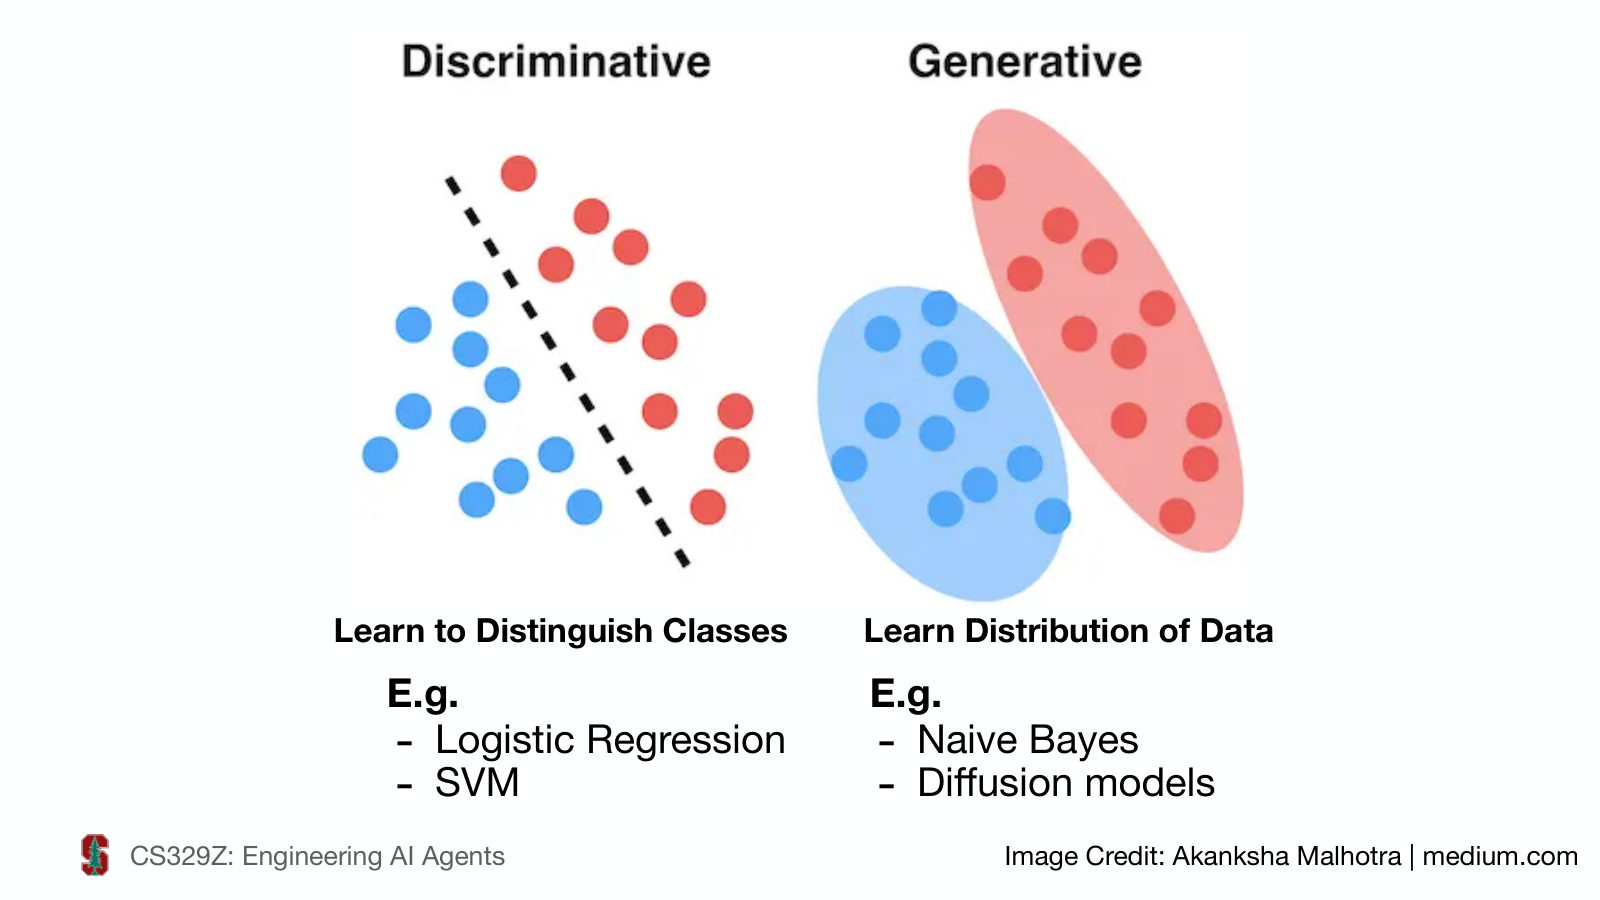 Discriminative
Generative
Learn to Distinguish Classes
Learn Distribution of Data
E.g.
- Logistic Regression
- SVM
E.g.
- Naive Bayes
- Diffusion models
CS329Z: Engineering AI Agents
Image Credit: Akanksha Malhotra | medium.com